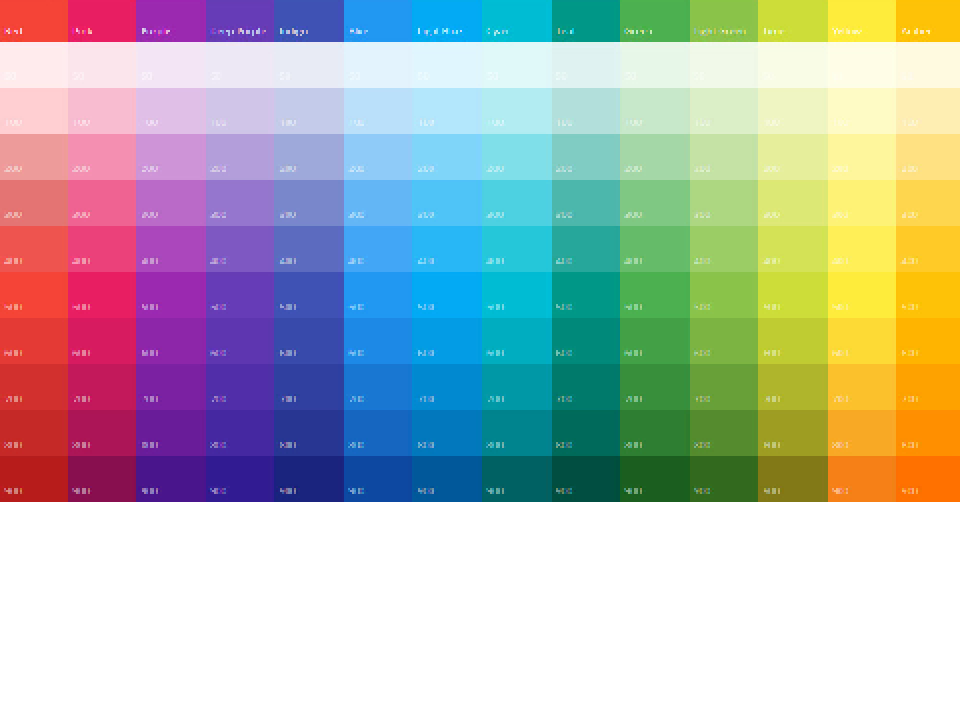 Red Pink Purple Deep Purple Indigo Blue Light Blue Cyan Teal Green Light Green Lime Yellow Amber
50 50 50 50 50 50 50 50 50 50
100 100 100 100 100 100 100 100 100 100 100 100 100 100
200 200 200 200 200 200 200 200 200 200 200 200 200 200
300 300 300 300 300 300 300 300 300 300 300 300 300 300
400 400 400 400 400 400 400 400 400 400 400 400 400 400
500 500 500 500 500 500 500 500 500 500 500 500 500 500
600 600 600 600 600 600 600 600 600 600 600 600 600 600
700 700 700 700 700 700 700 700 700 700 700 700 700 700
800 800 800 800 800 800 800 800 800 800 800 800 800 800
900 900 900 900 900 900 900 900 900 900 900 900 900 900